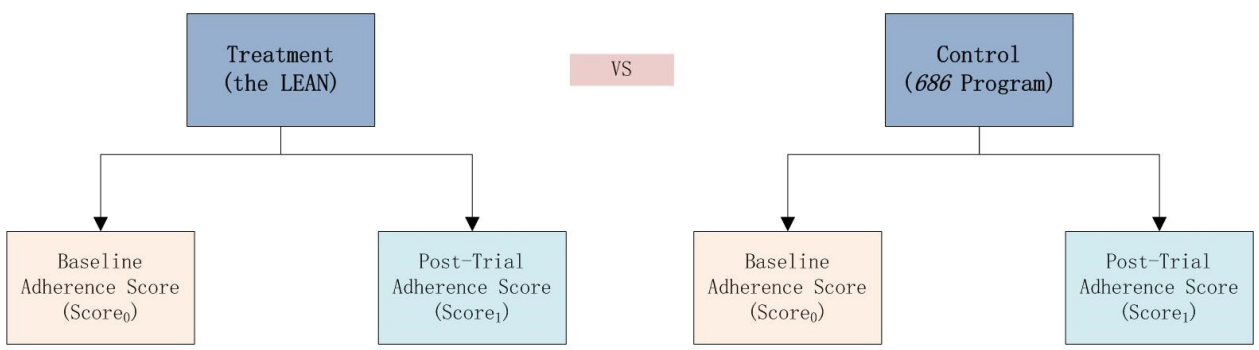 Treatment
(the LEAN)
VS
Control
(686 Program)
Baseline
Adherence Score
(Score₀)
Post-Trial
Adherence Score
(Score₁)
Baseline
Adherence Score
(Score₀)
Post-Trial
Adherence Score
(Score₁)